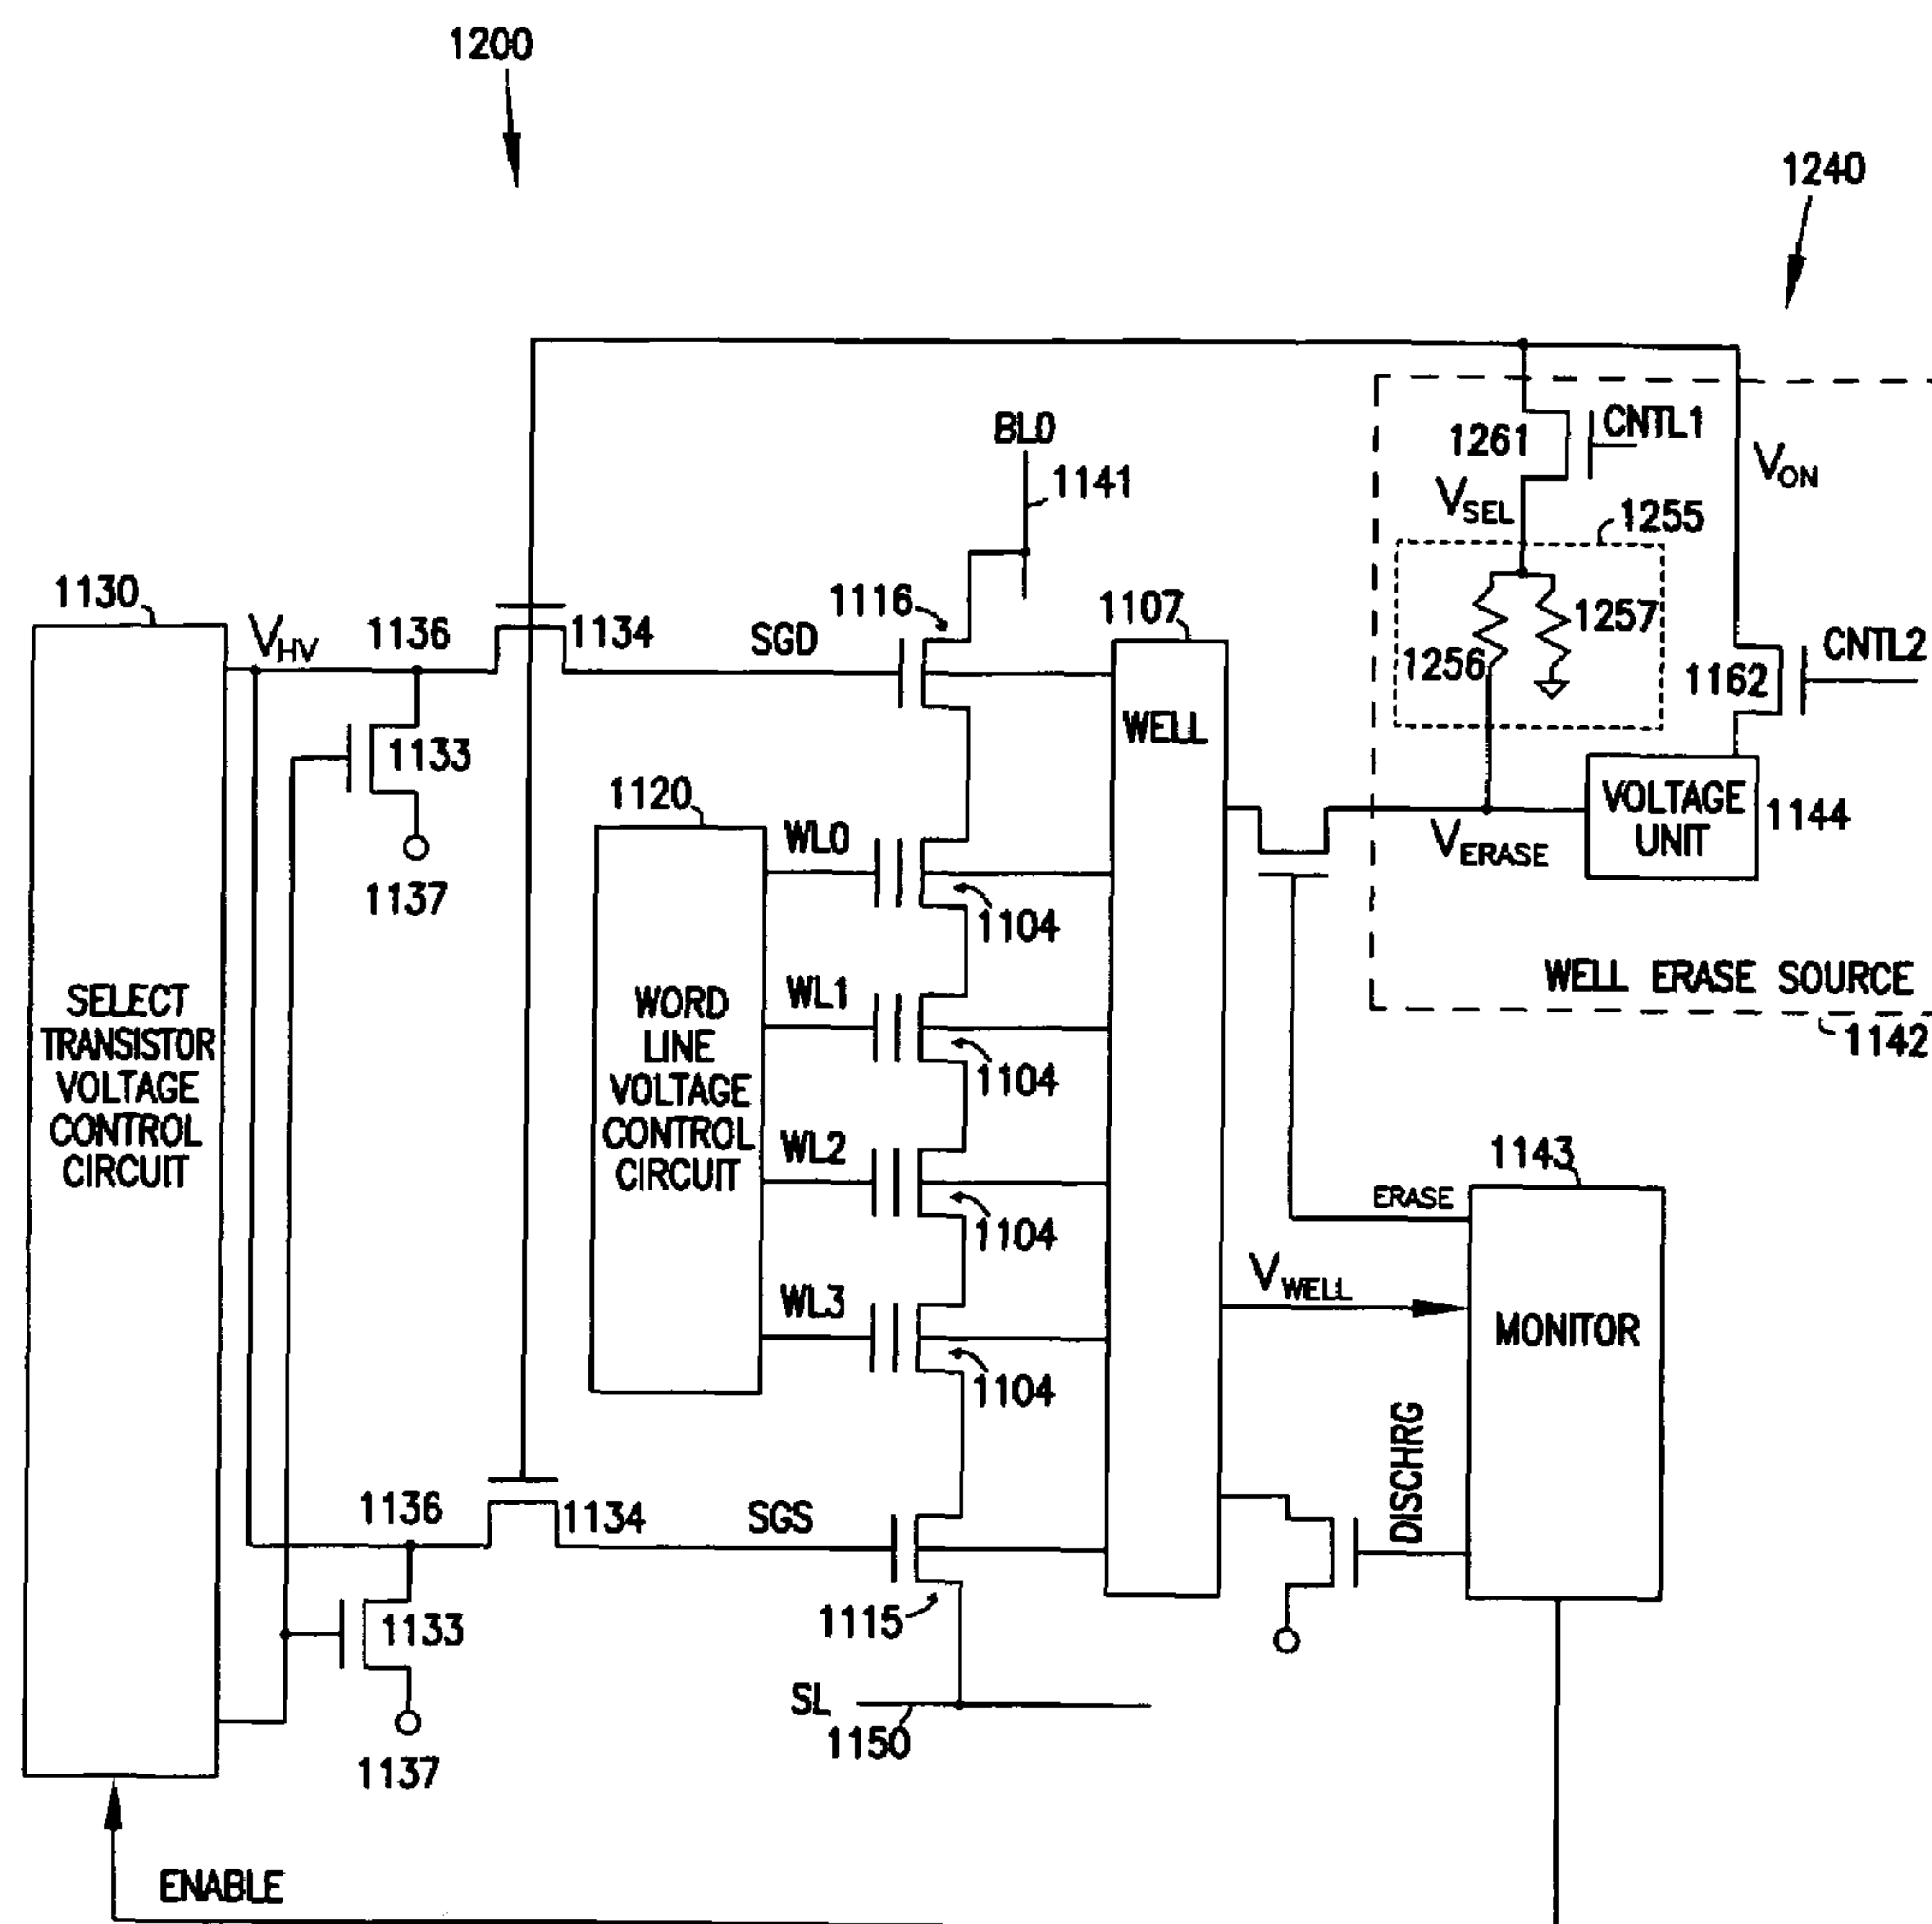 1200
1240
BL0
1141
1261
CNTL1
VON
VSEL
1255
1130
VHV
1136
1134
SGD
1116
1107
1256
1257
1162
CNTL2
WELL
1133
1137
1120
WL0
1104
VERASE
VOLTAGE
UNIT
1144
WELL ERASE SOURCE
1142
SELECT
TRANSISTOR
VOLTAGE
CONTROL
CIRCUIT
WORD
LINE
VOLTAGE
CONTROL
CIRCUIT
WL1
1104
WL2
1104
WL3
1104
1143
ERASE
VWELL
MONITOR
DISCHRG
1136
1134
SGS
1133
1115
1137
SL
1150
ENABLE